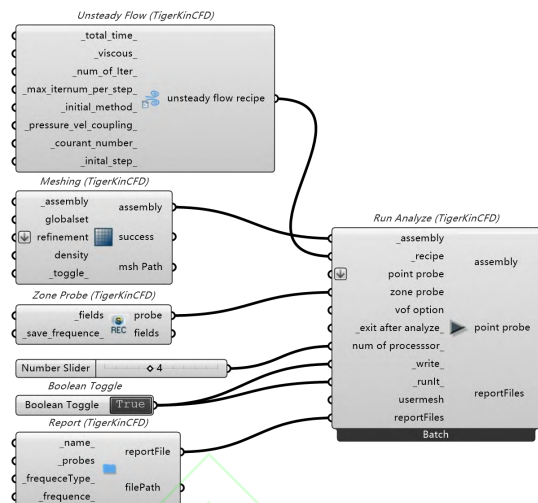 Unsteady Flow (TigerKinCFD)
_total_time_
_viscous_
_num_of_Iter_
_max_iternum_per_step_
_initial_method_
_pressure_vel_coupling_
_courant_number_
_inital_step_
unsteady flow recipe
Meshing (TigerKinCFD)
_assembly
globalset
refinement
density
_toggle_
assembly
success
msh Path
Zone Probe (TigerKinCFD)
_fields
_save_frequence_
REC
probe
fields
Number Slider
4
Boolean Toggle
Boolean Toggle
True
Report (TigerKinCFD)
_name_
_probes
_frequeceType_
_frequence_
reportFile
filePath
Run Analyze (TigerKinCFD)
_assembly
_recipe
point probe
zone probe
vof option
_exit after analyze_
num of processsor_
_write_
_runIt_
usermesh
reportFiles
assembly
point probe
reportFiles
Batch